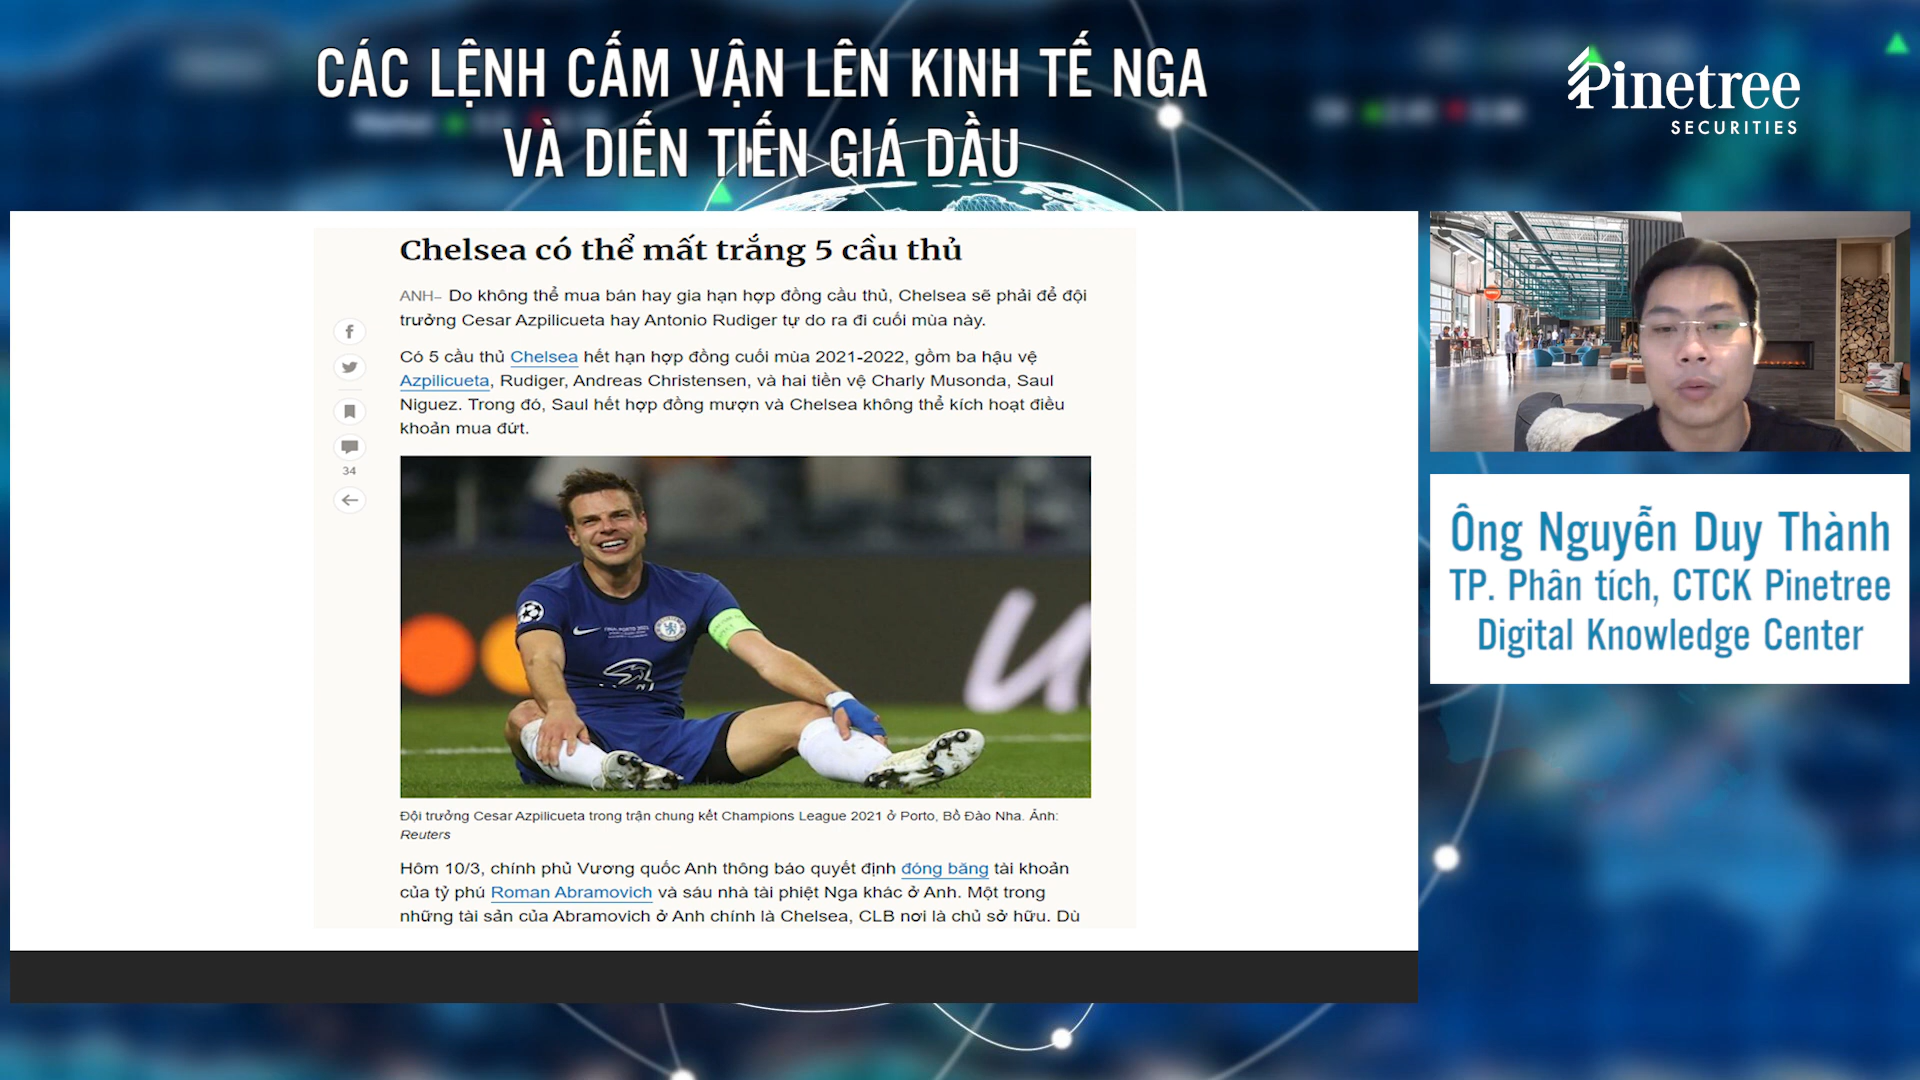 CÁC LỆNH CẤM VẬN LÊN KINH TẾ NGA
VÀ DIỄN TIẾN GIÁ DẦU
Pinetree
SECURITIES
Chelsea có thể mất trắng 5 cầu thủ
ANH– Do không thể mua bán hay gia hạn hợp đồng cầu thủ, Chelsea sẽ phải để đội
trưởng Cesar Azpilicueta hay Antonio Rudiger tự do ra đi cuối mùa này.
Có 5 cầu thủ Chelsea hết hạn hợp đồng cuối mùa 2021-2022, gồm ba hậu vệ
Azpilicueta, Rudiger, Andreas Christensen, và hai tiền vệ Charly Musonda, Saul
Niguez. Trong đó, Saul hết hợp đồng mượn và Chelsea không thể kích hoạt điều
khoản mua đứt.
34
Đội trưởng Cesar Azpilicueta trong trận chung kết Champions League 2021 ở Porto, Bồ Đào Nha. Ảnh:
Reuters
Hôm 10/3, chính phủ Vương quốc Anh thông báo quyết định đóng băng tài khoản
của tỷ phú Roman Abramovich và sáu nhà tài phiệt Nga khác ở Anh. Một trong
những tài sản của Abramovich ở Anh chính là Chelsea, CLB nơi là chủ sở hữu. Dù
Ông Nguyễn Duy Thành
TP. Phân tích, CTCK Pinetree
Digital Knowledge Center